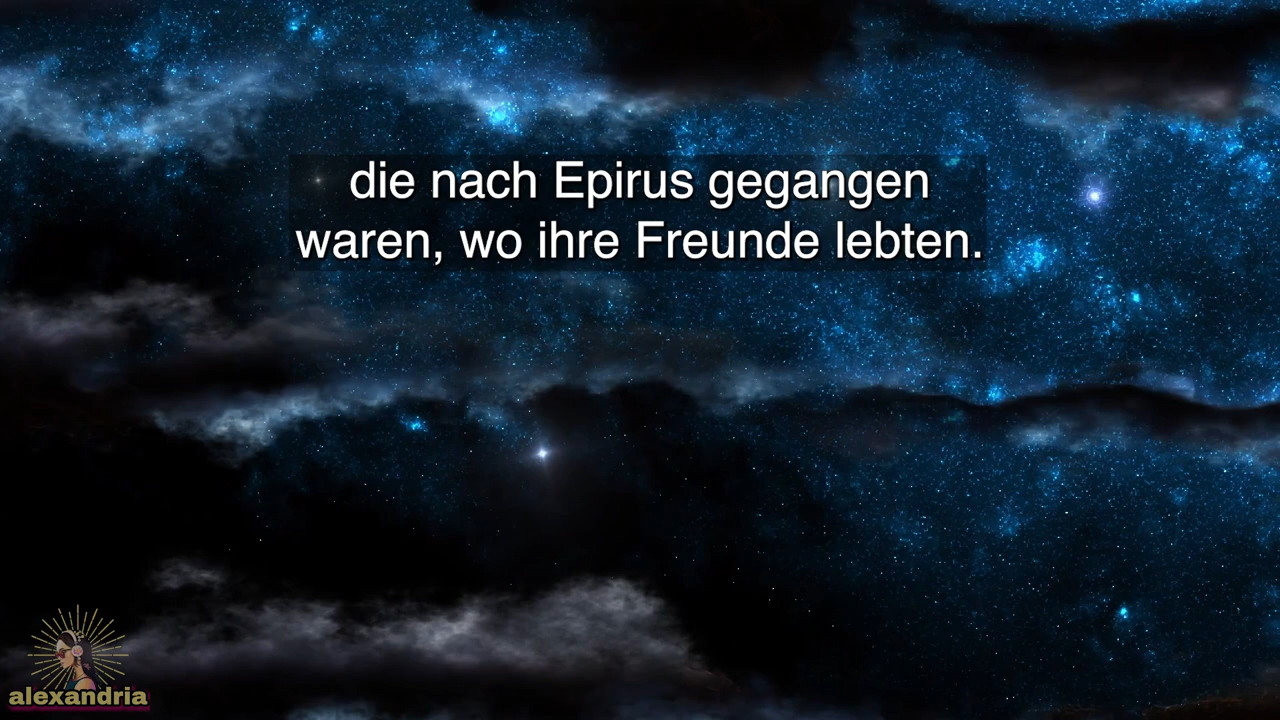 die nach Epirus gegangen
waren, wo ihre Freunde lebten.
alexandria